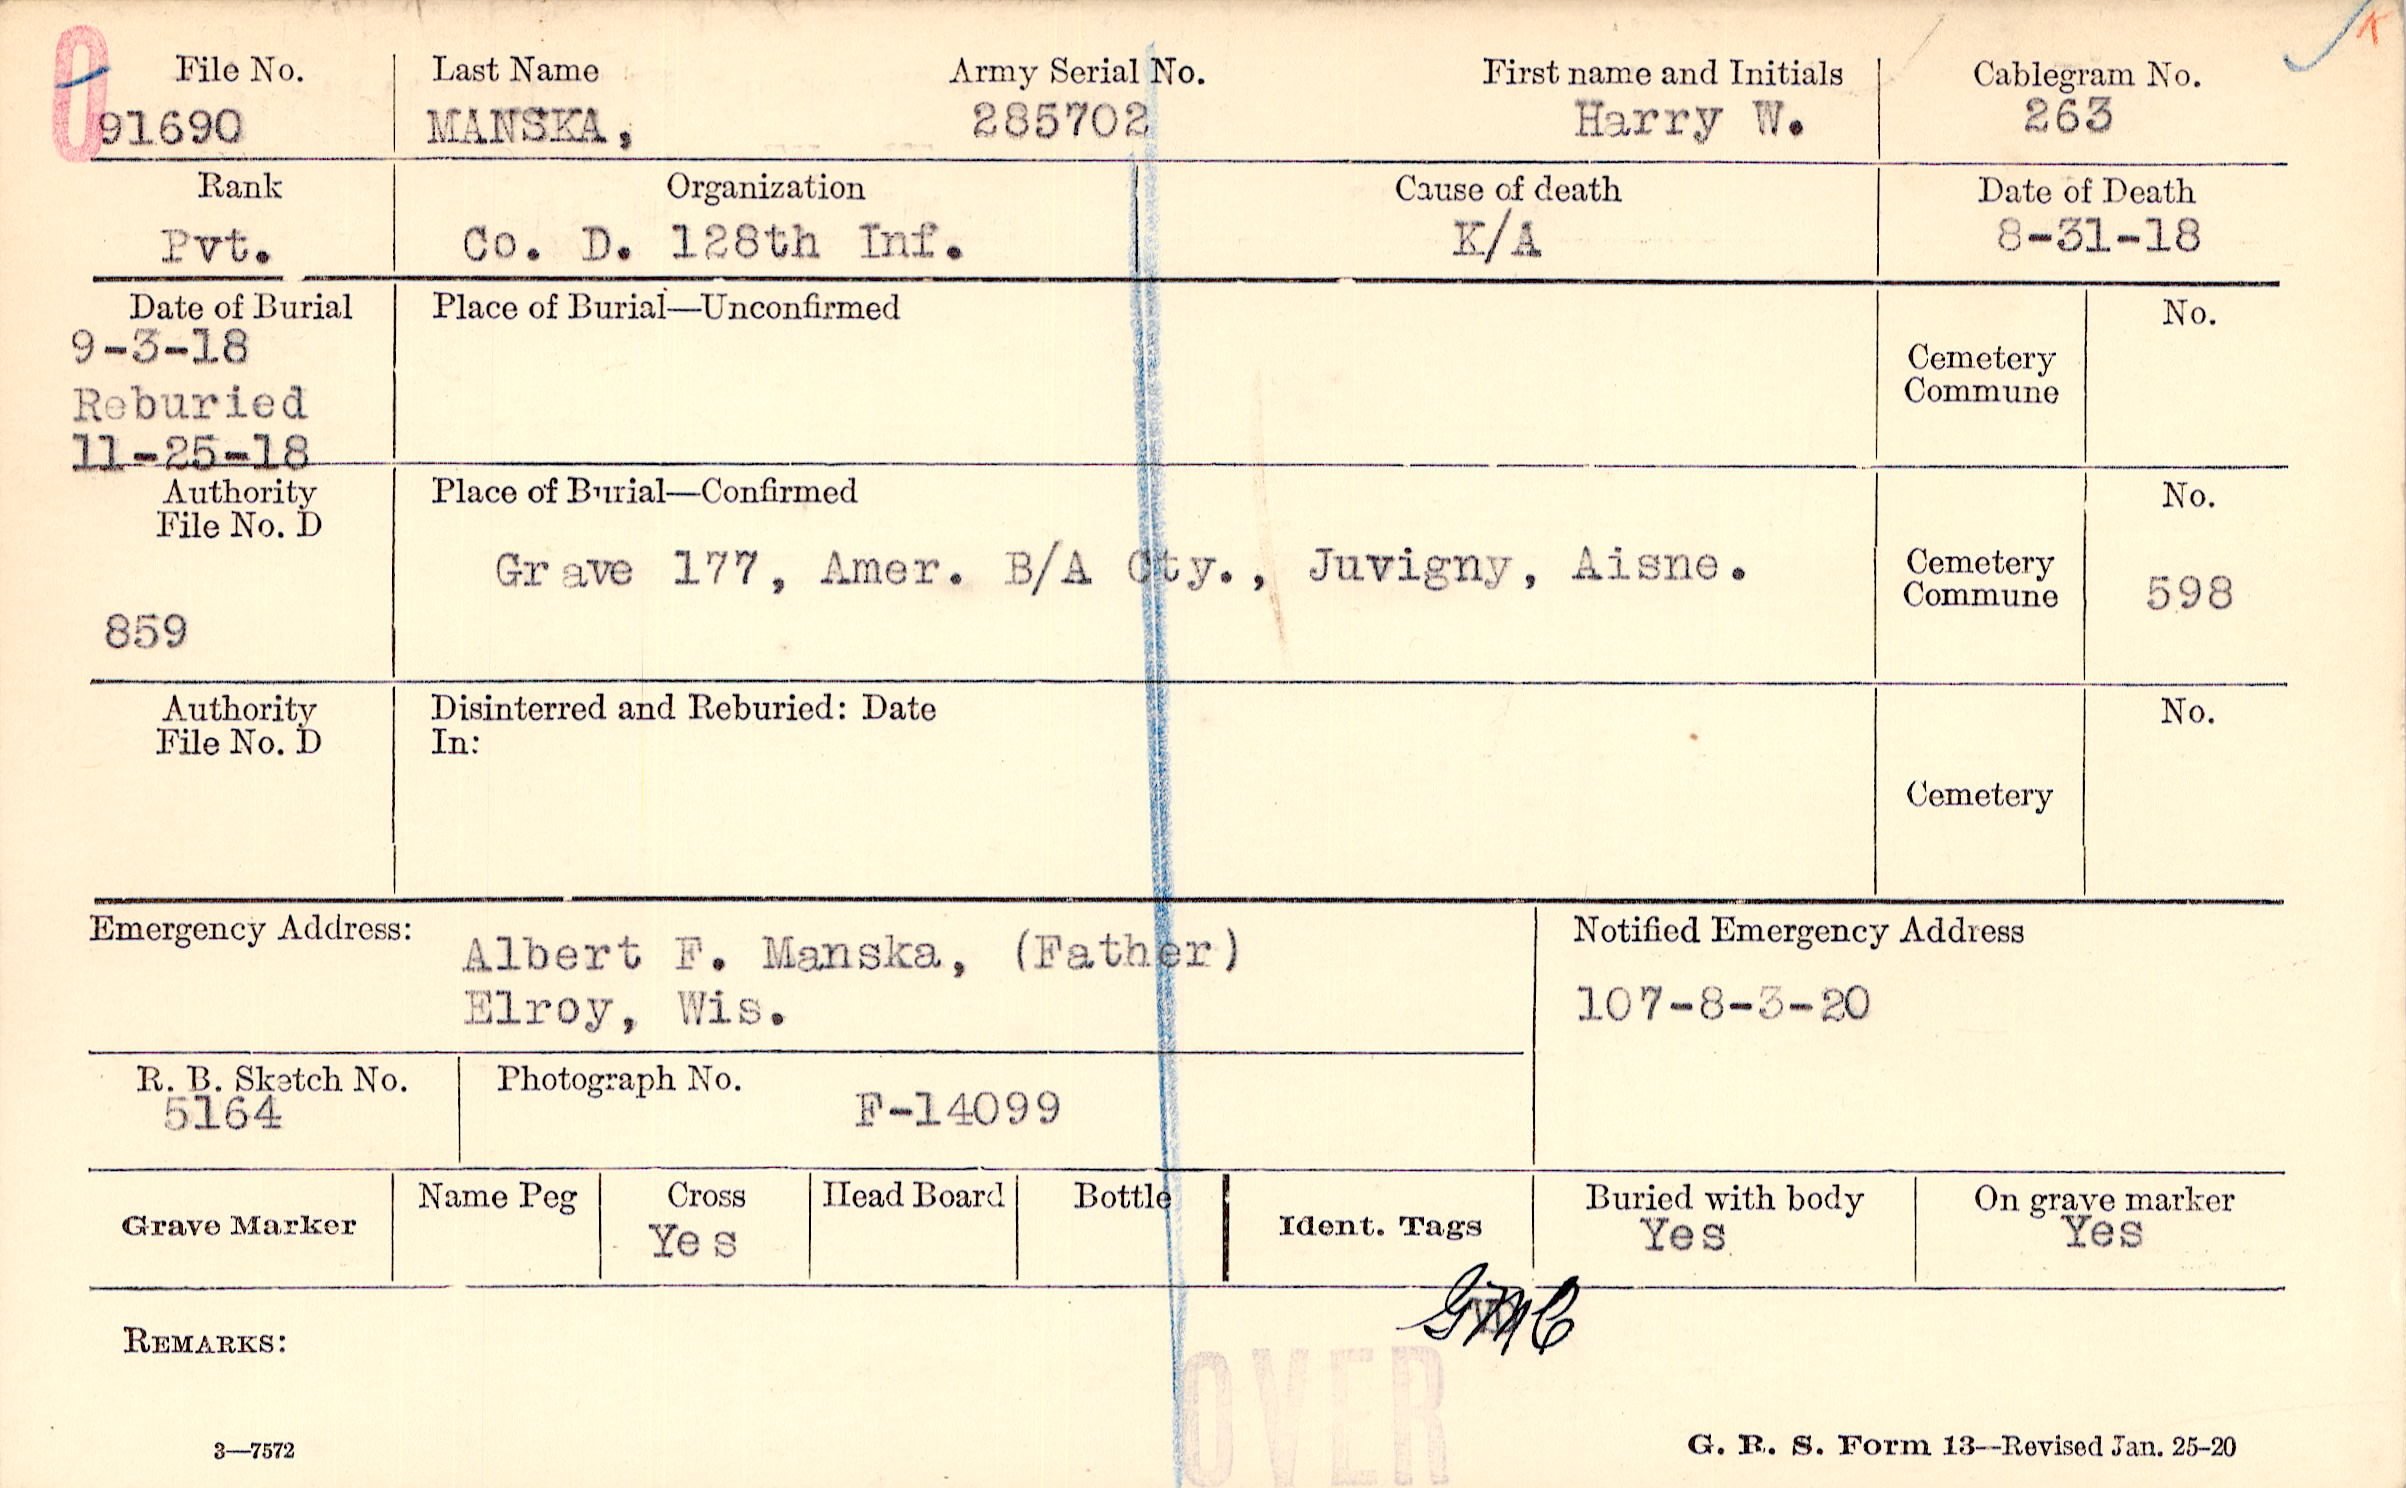 O
File No. Last Name Army Serial No. First name and Initials Cablegram No.
91690 MANSKA, 285702 Harry W. 263
Rank Organization Cause of death Date of Death
Pvt. Co. D. 128th Inf. K/A 8-31-18
Date of Burial Place of Burial—Unconfirmed No.
9-3-18
Cemetery
Commune
Reburied
11-25-18
Authority Place of Burial—Confirmed No.
File No. D
Grave 177, Amer. B/A Cty., Juvigny, Aisne. Cemetery
Commune 598
859
Authority Disinterred and Reburied: Date No.
File No. D In:
Cemetery
Emergency Address: Notified Emergency Address
Albert F. Manska, (Father)
Elroy, Wis. 107-8-3-20
R. B. Sketch No. Photograph No.
5164 F-14099
Grave Marker Name Peg Cross Head Board Bottle Ident. Tags Buried with body On grave marker
Yes Yes Yes
GMC
REMARKS:
OVER
3—7572 G. R. S. Form 13—Revised Jan. 25-20